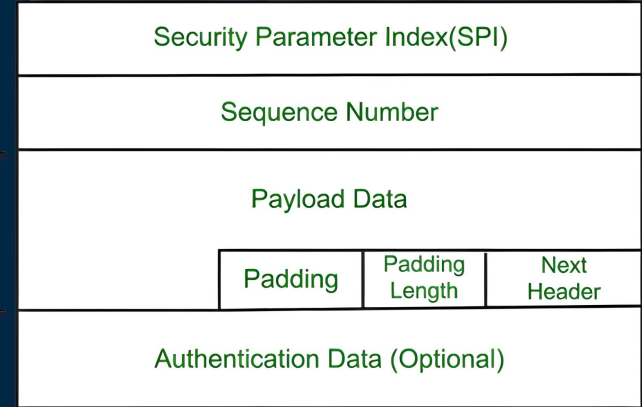 Security Parameter Index(SPI)
Sequence Number
Payload Data
Padding
Padding
Length
Next
Header
Authentication Data (Optional)